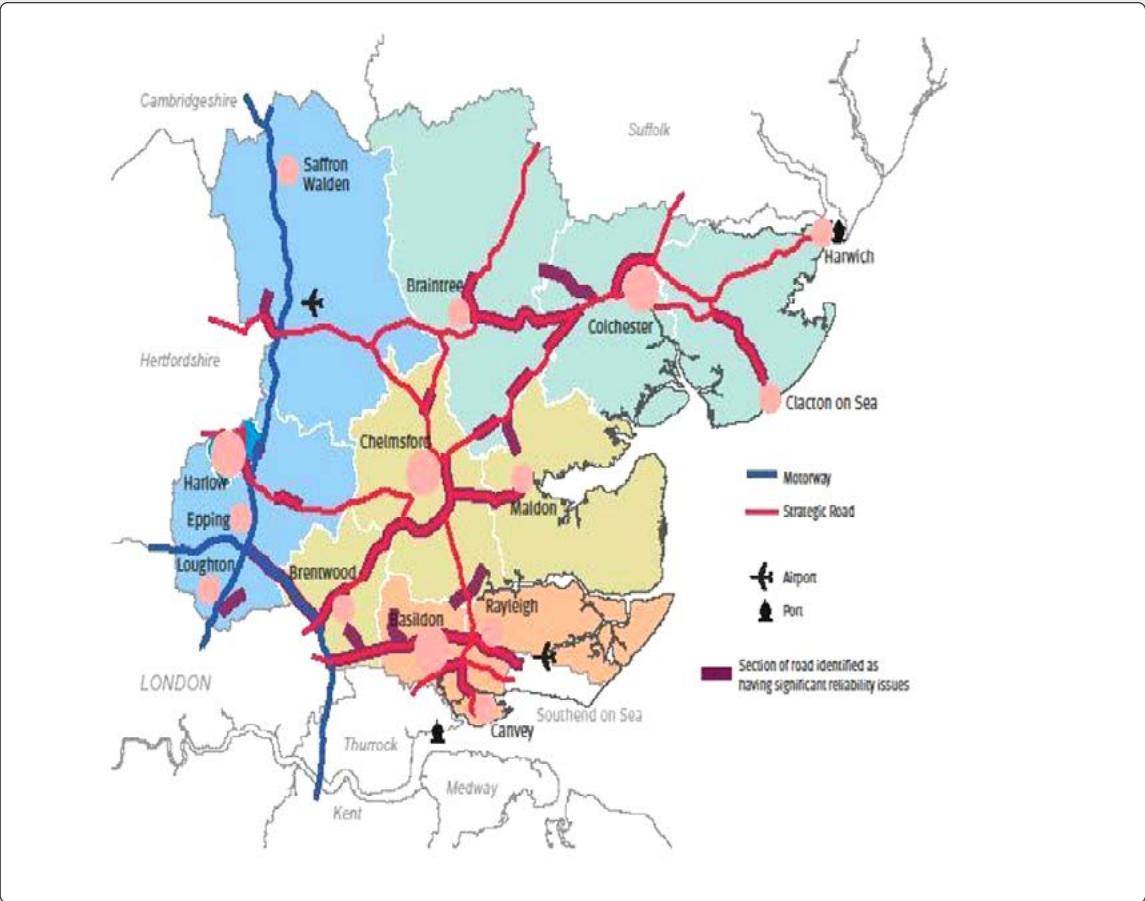 Cambridgeshire
Suffolk
Saffron
Walden
Harwich
Braintree
Colchester
Hertfordshire
Clacton on Sea
Chelmsford
Harlow
Maldon
Epping
Loughton
Brentwood
Rayleigh
Basildon
LONDON
Southend on Sea
Canvey
Thurrock
Medway
Kent
Motorway
Strategic Road
Airport
Port
Section of road identified as
having significant reliability issues